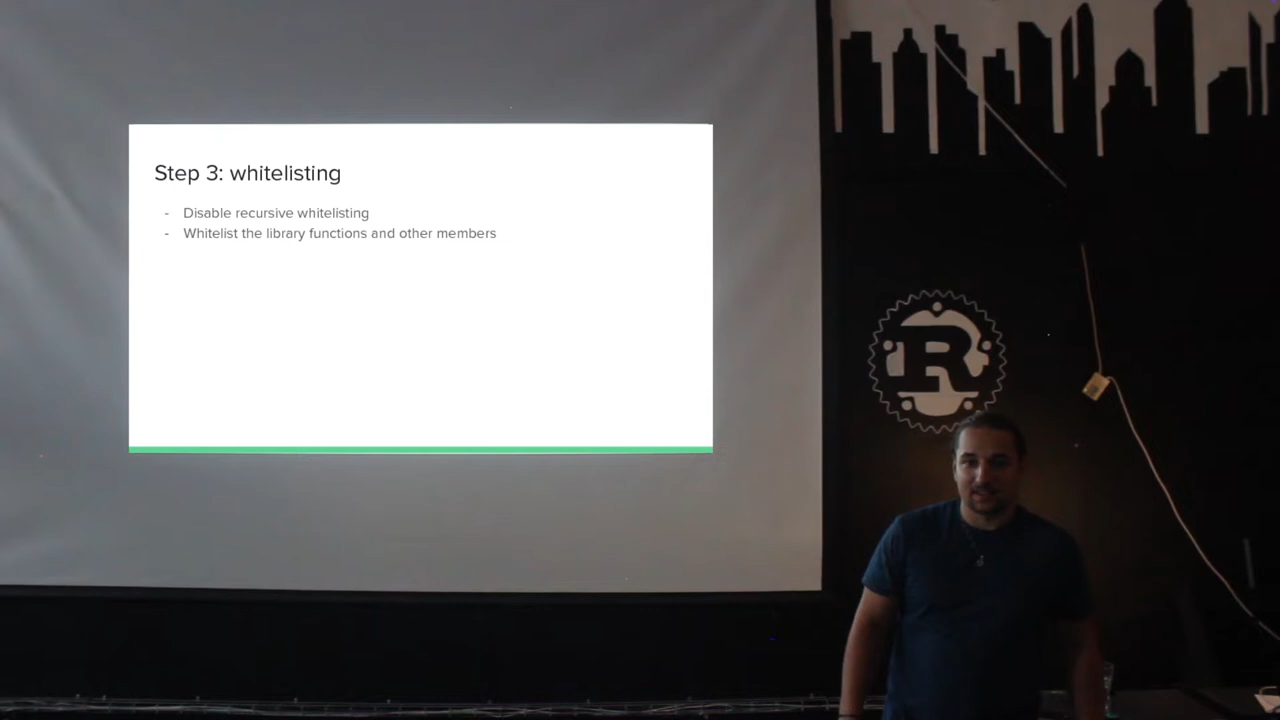 Step 3: whitelisting
- Disable recursive whitelisting
- Whitelist the library functions and other members
R